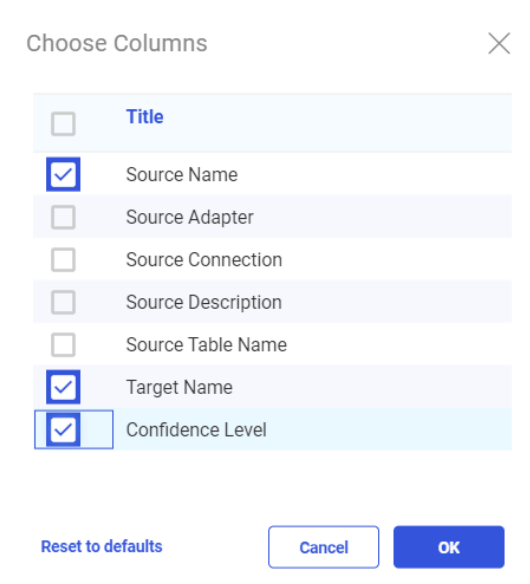 Choose Columns
Title
Source Name
Source Adapter
Source Connection
Source Description
Source Table Name
Target Name
Confidence Level
Reset to defaults
Cancel
OK